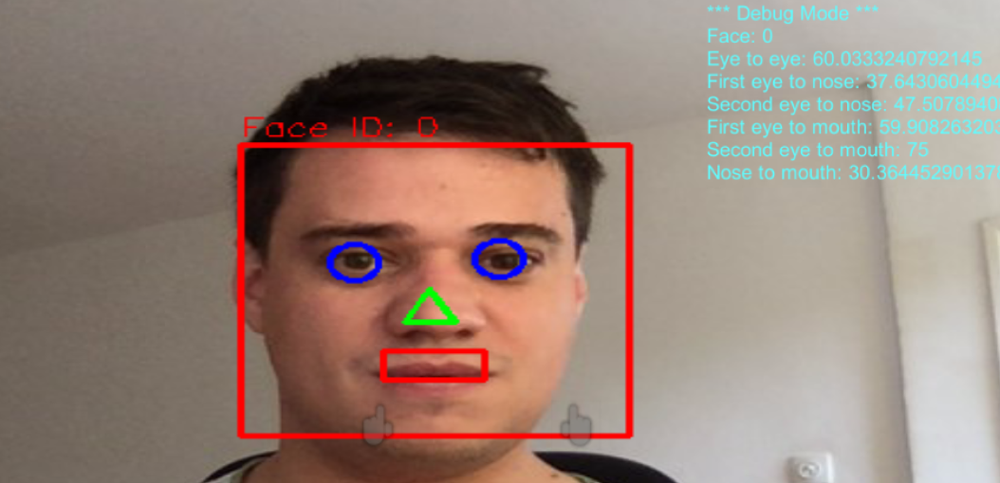 *** Debug Mode ***
Face: 0
Eye to eye: 60.0333240792145
First eye to nose: 37.6430604494
Second eye to nose: 47.5078940
First eye to mouth: 59.908263203
Second eye to mouth: 75
Nose to mouth: 30.364452901378
Face ID: 0